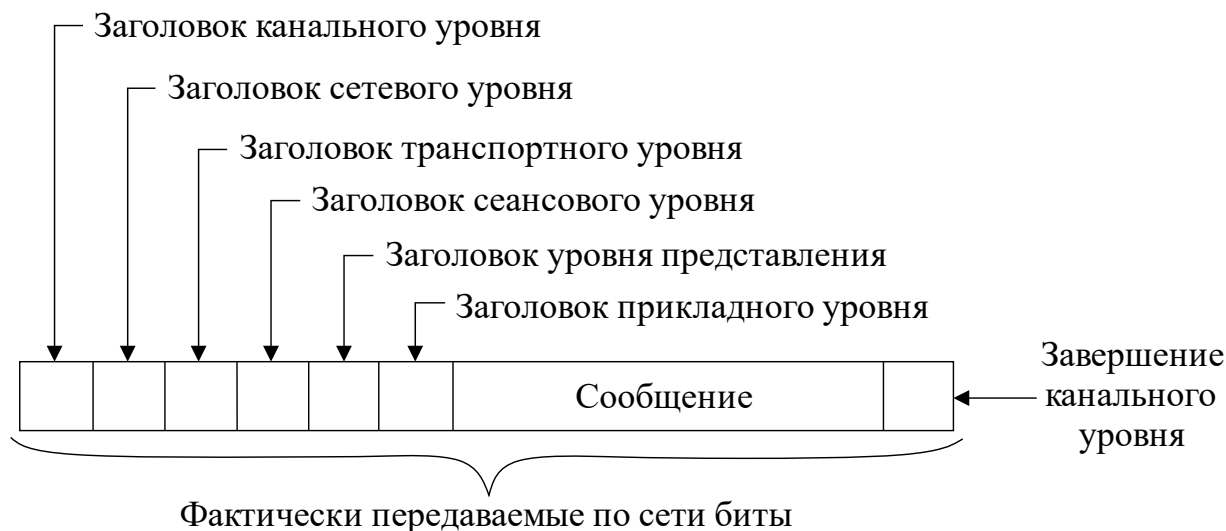 Заголовок канального уровня
Заголовок сетевого уровня
Заголовок транспортного уровня
Заголовок сеансового уровня
Заголовок уровня представления
Заголовок прикладного уровня
Сообщение
Завершение
канального
уровня
Фактически передаваемые по сети биты